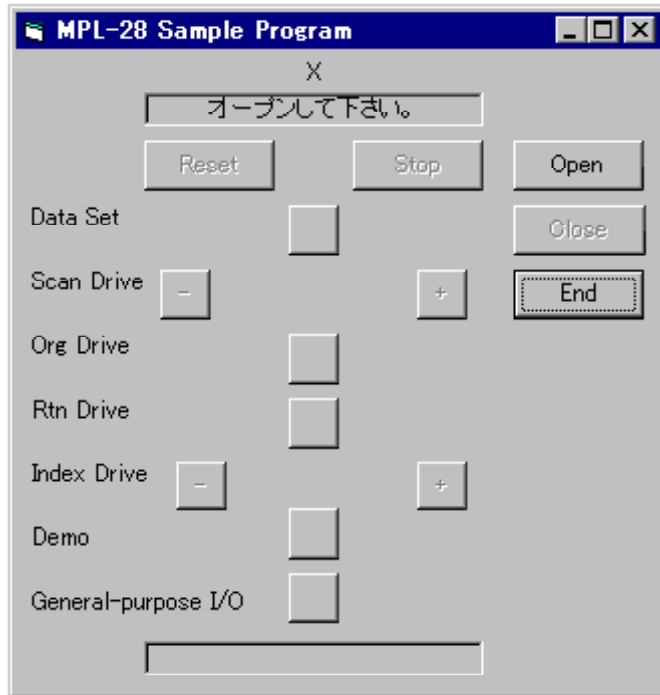 MPL-28 Sample Program
X
オープンして下さい。
Reset Stop Open
Data Set Close
Scan Drive - + End
Org Drive
Rtn Drive
Index Drive - +
Demo
General-purpose I/O